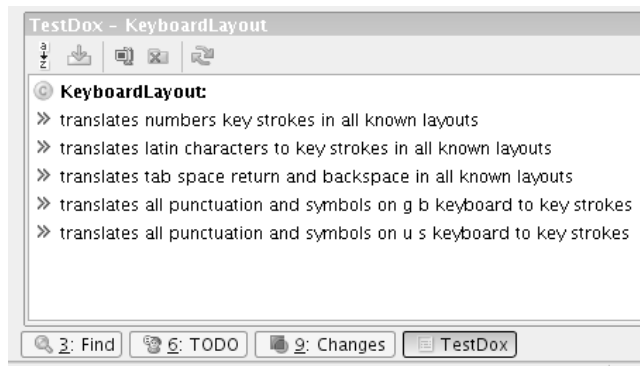 TestDox – KeyboardLayout
a
z
KeyboardLayout:
translates numbers key strokes in all known layouts
translates latin characters to key strokes in all known layouts
translates tab space return and backspace in all known layouts
translates all punctuation and symbols on g b keyboard to key strokes
translates all punctuation and symbols on u s keyboard to key strokes
3: Find 6: TODO 9: Changes TestDox